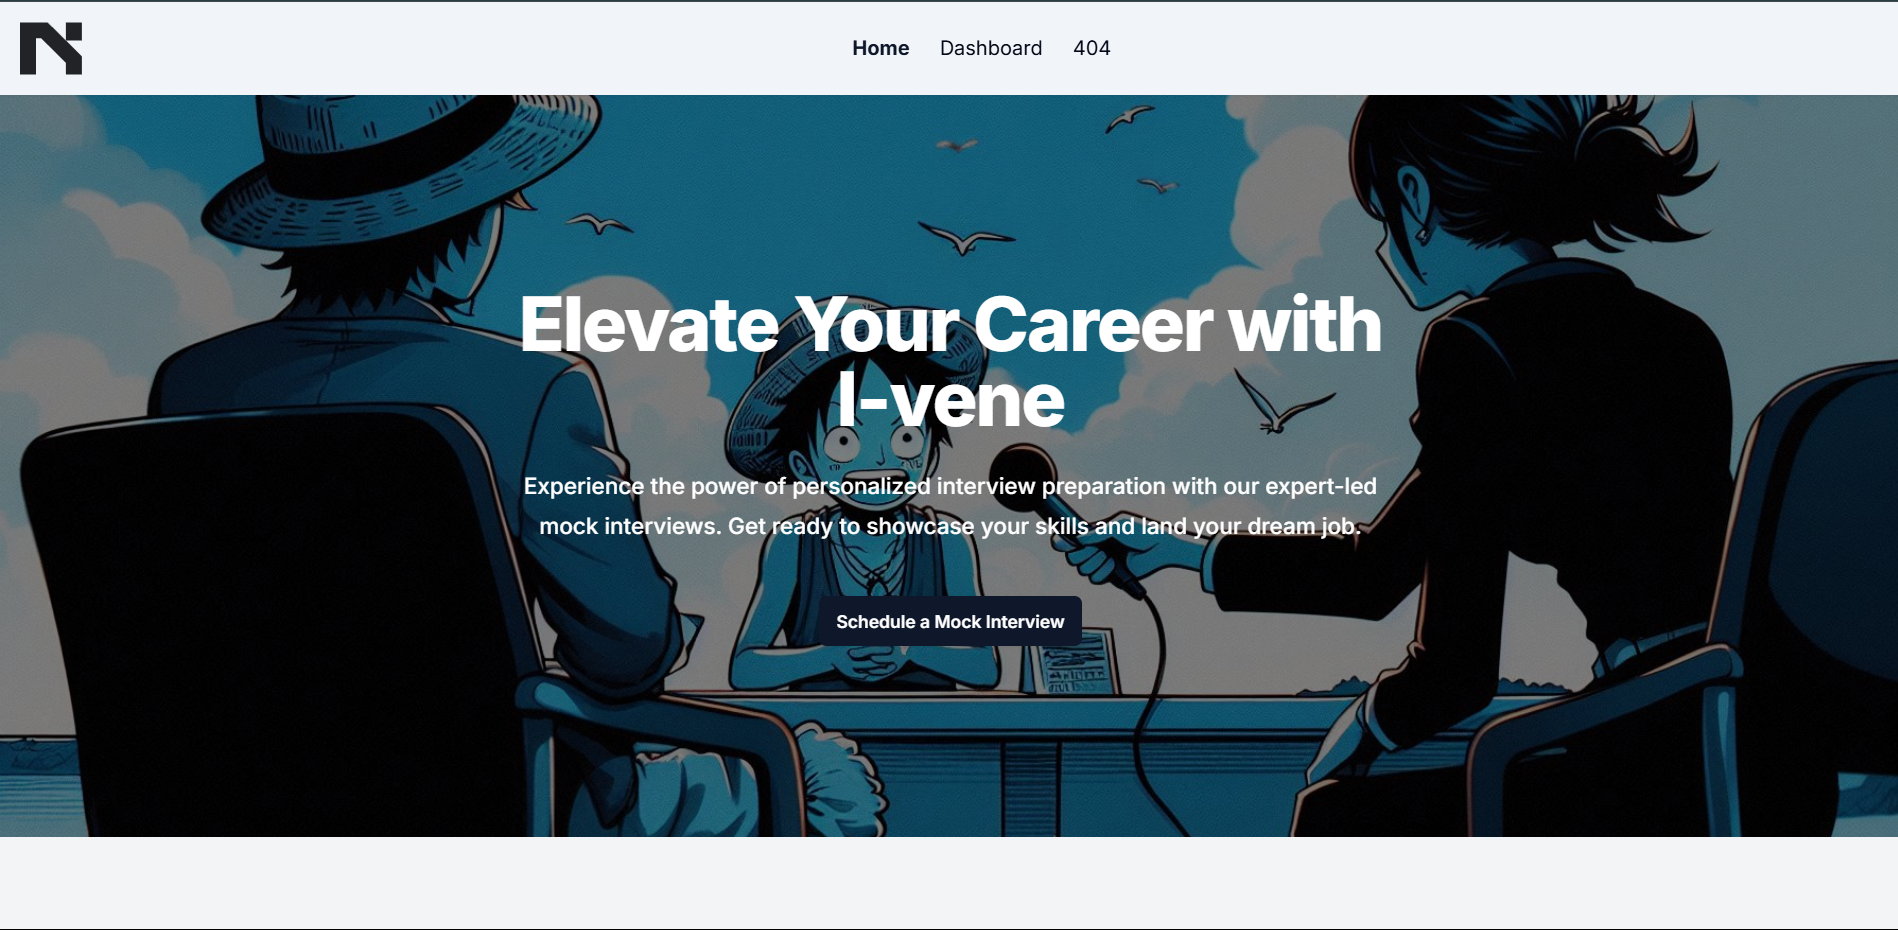 Home Dashboard 404
Elevate Your Career with
I-vene
Experience the power of personalized interview preparation with our expert-led
mock interviews. Get ready to showcase your skills and land your dream job.
Schedule a Mock Interview